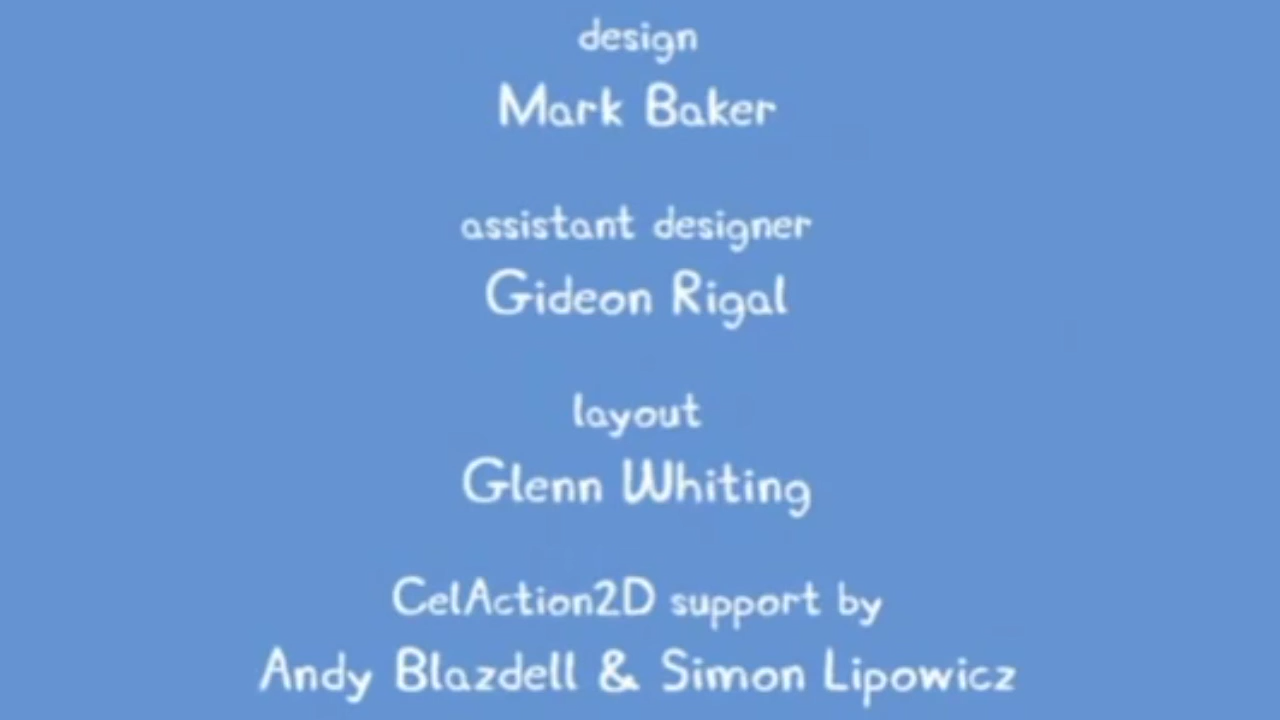 design
Mark Baker
assistant designer
Gideon Rigal
layout
Glenn Whiting
CelAction2D support by
Andy Blazdell & Simon Lipowicz